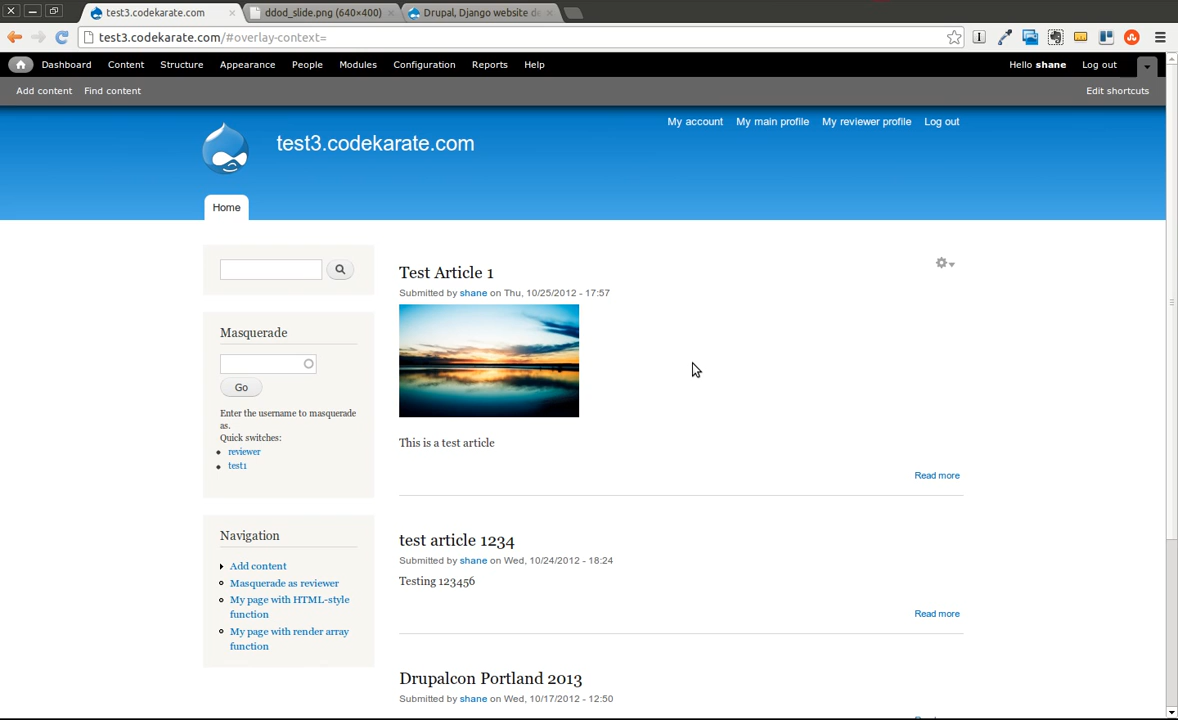 test3.codekarate.com
ddod_slide.png (640×400)
Drupal, Django website de
test3.codekarate.com/#overlay-context=
Dashboard Content Structure Appearance People Modules Configuration Reports Help
Hello shane Log out
Add content Find content
Edit shortcuts
My account My main profile My reviewer profile Log out
test3.codekarate.com
Home
Masquerade
Go
Enter the username to masquerade
as.
Quick switches:
reviewer
test1
Navigation
Add content
Masquerade as reviewer
My page with HTML-style
function
My page with render array
function
Test Article 1
Submitted by shane on Thu, 10/25/2012 - 17:57
This is a test article
Read more
test article 1234
Submitted by shane on Wed, 10/24/2012 - 18:24
Testing 123456
Read more
Drupalcon Portland 2013
Submitted by shane on Wed, 10/17/2012 - 12:50